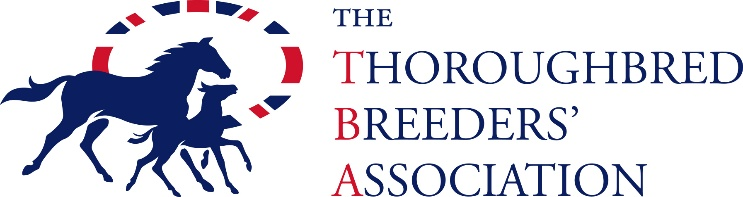 THE
THOROUGHBRED
BREEDERS’
ASSOCIATION